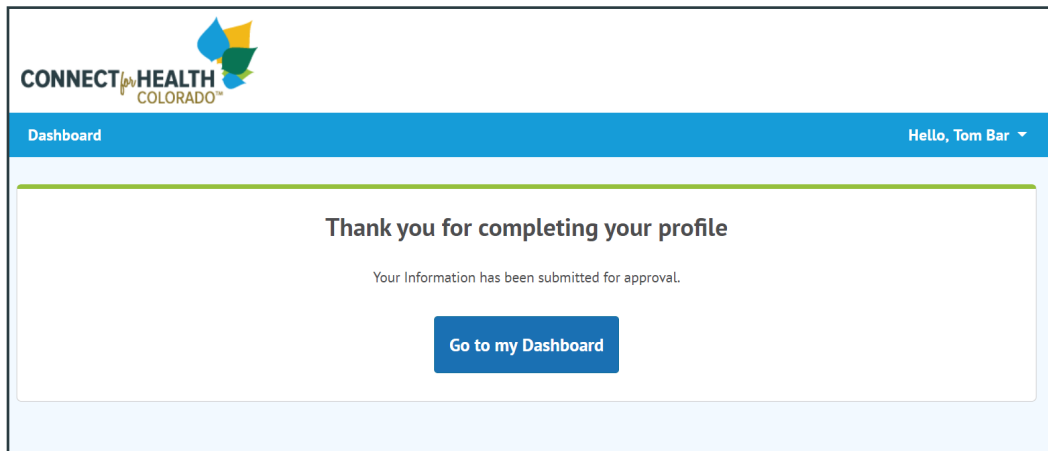 CONNECT for HEALTH
COLORADO™
Dashboard
Hello, Tom Bar
Thank you for completing your profile
Your Information has been submitted for approval.
Go to my Dashboard